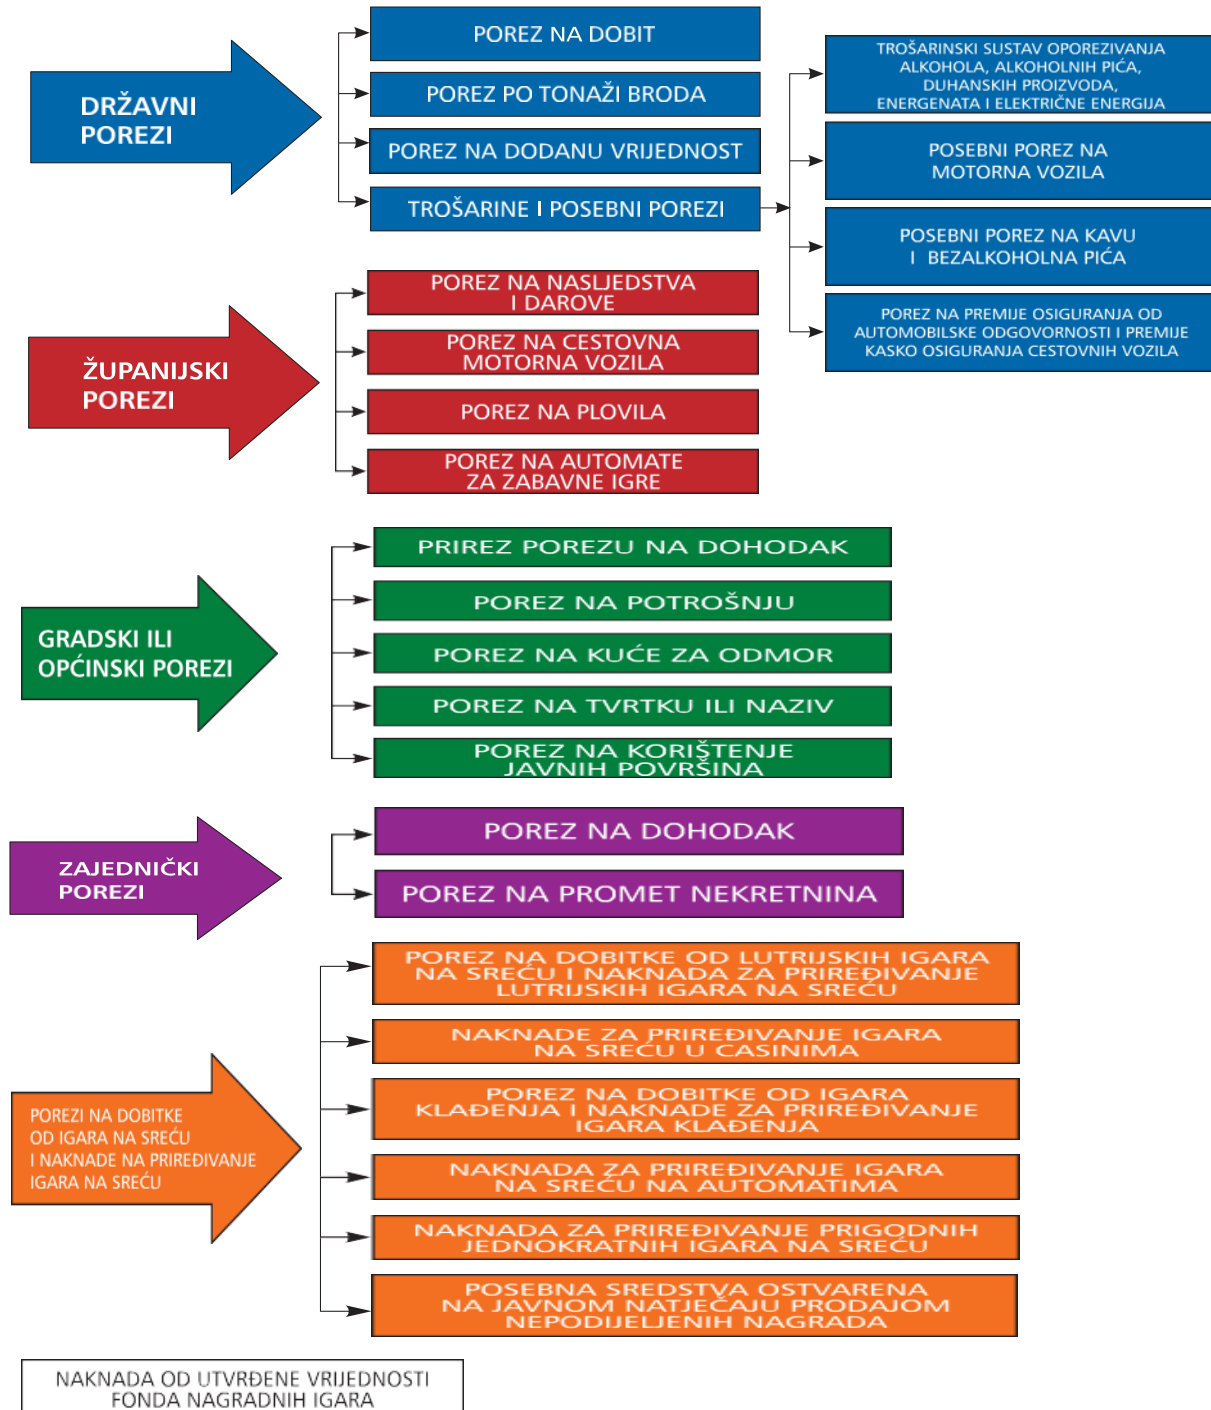 DRŽAVNI
POREZI
POREZ NA DOBIT
POREZ PO TONAŽI BRODA
POREZ NA DODANU VRIJEDNOST
TROŠARINE I POSEBNI POREZI
TROŠARINSKI SUSTAV OPOREZIVANJA
ALKOHOLA, ALKOHOLNIH PIĆA,
DUHANSKIH PROIZVODA,
ENERGENATA I ELEKTRIČNE ENERGIJA
POSEBNI POREZ NA
MOTORNA VOZILA
POSEBNI POREZ NA KAVU
I BEZALKOHOLNA PIĆA
POREZ NA PREMIJE OSIGURANJA OD
AUTOMOBILSKE ODGOVORNOSTI I PREMIJE
KASKO OSIGURANJA CESTOVNIH VOZILA
ŽUPANIJSKI
POREZI
POREZ NA NASLJEDSTVA
I DAROVE
POREZ NA CESTOVNA
MOTORNA VOZILA
POREZ NA PLOVILA
POREZ NA AUTOMATE
ZA ZABAVNE IGRE
GRADSKI ILI
OPĆINSKI POREZI
PRIREZ POREZU NA DOHODAK
POREZ NA POTROŠNJU
POREZ NA KUĆE ZA ODMOR
POREZ NA TVRTKU ILI NAZIV
POREZ NA KORIŠTENJE
JAVNIH POVRŠINA
ZAJEDNIČKI
POREZI
POREZ NA DOHODAK
POREZ NA PROMET NEKRETNINA
POREZI NA DOBITKE
OD IGARA NA SREĆU
I NAKNADE NA PRIREĐIVANJE
IGARA NA SREĆU
POREZ NA DOBITKE OD LUTRIJSKIH IGARA
NA SREĆU I NAKNADA ZA PRIREĐIVANJE
LUTRIJSKIH IGARA NA SREĆU
NAKNADE ZA PRIREĐIVANJE IGARA
NA SREĆU U CASINIMA
POREZ NA DOBITKE OD IGARA
KLAĐENJA I NAKNADE ZA PRIREĐIVANJE
IGARA KLAĐENJA
NAKNADA ZA PRIREĐIVANJE IGARA
NA SREĆU NA AUTOMATIMA
NAKNADA ZA PRIREĐIVANJE PRIGODNIH
JEDNOKRATNIH IGARA NA SREĆU
POSEBNA SREDSTVA OSTVARENA
NA JAVNOM NATJEČAJU PRODAJOM
NEPODIJELJENIH NAGRADA
NAKNADA OD UTVRĐENE VRIJEDNOSTI
FONDA NAGRADNIH IGARA